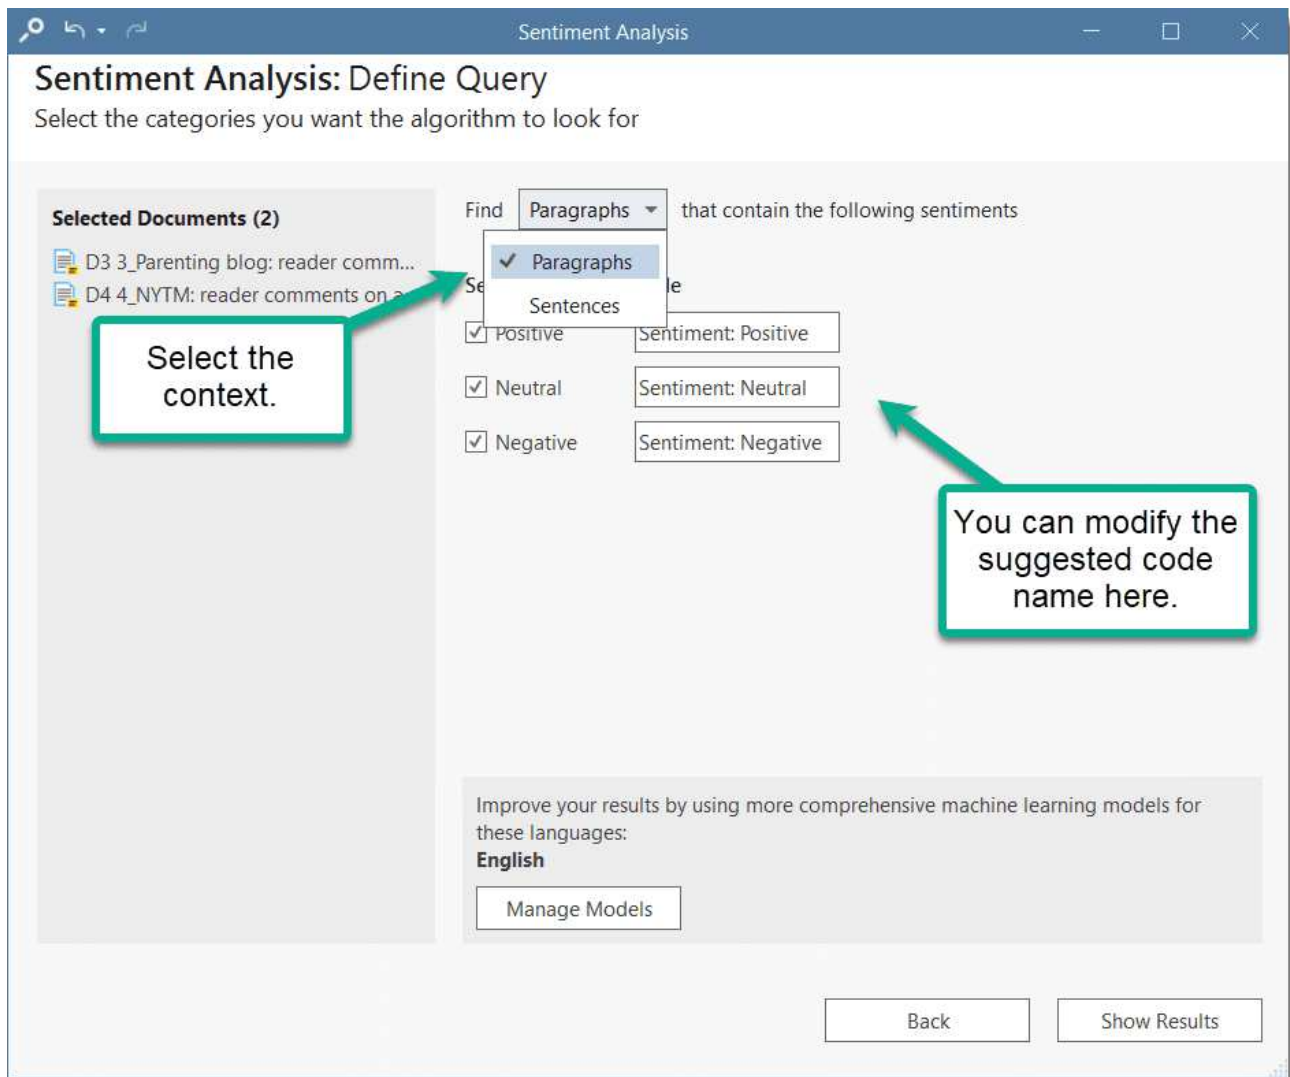 Sentiment Analysis
Sentiment Analysis: Define Query
Select the categories you want the algorithm to look for
Selected Documents (2)
D3 3_Parenting blog: reader comm...
D4 4_NYTM: reader comments on
Find Paragraphs that contain the following sentiments
Paragraphs
Sentences
Positive Sentiment: Positive
Neutral Sentiment: Neutral
Negative Sentiment: Negative
Select the
context.
You can modify the
suggested code
name here.
Improve your results by using more comprehensive machine learning models for
these languages:
English
Manage Models
Back Show Results